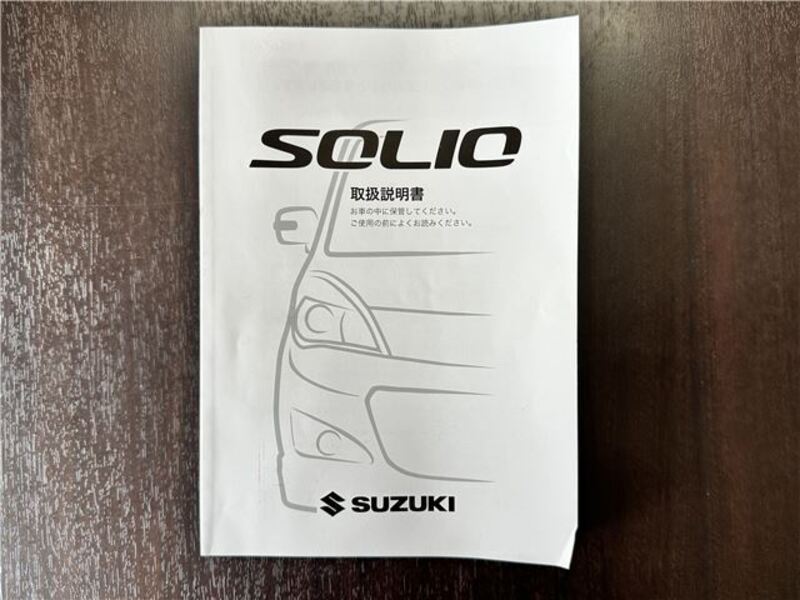 SOLIO
取扱説明書
お車の中に保管してください。
ご使用の前によくお読みください。
SUZUKI